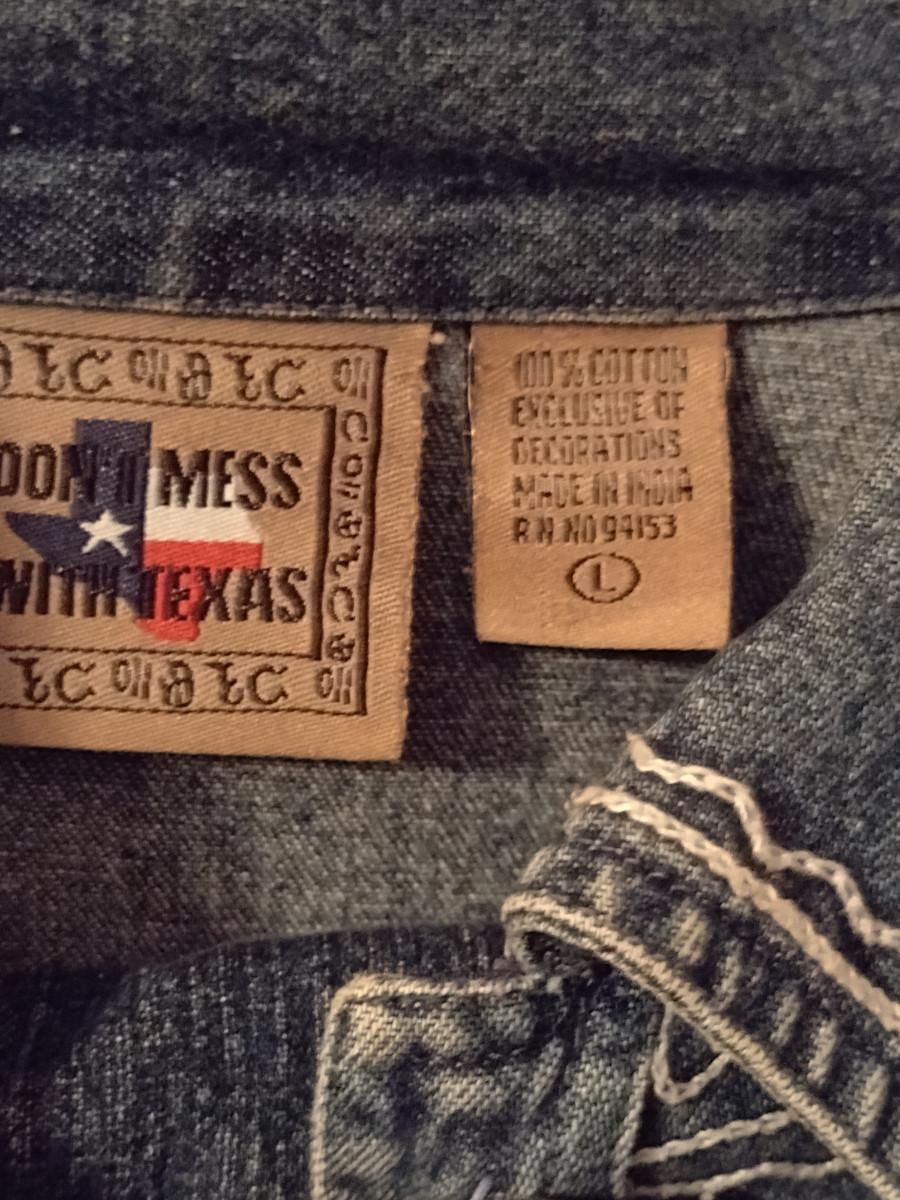 DON'T MESS
WITH TEXAS
100% COTTON
EXCLUSIVE OF
DECORATIONS
MADE IN INDIA
R.N.NO 94153
L